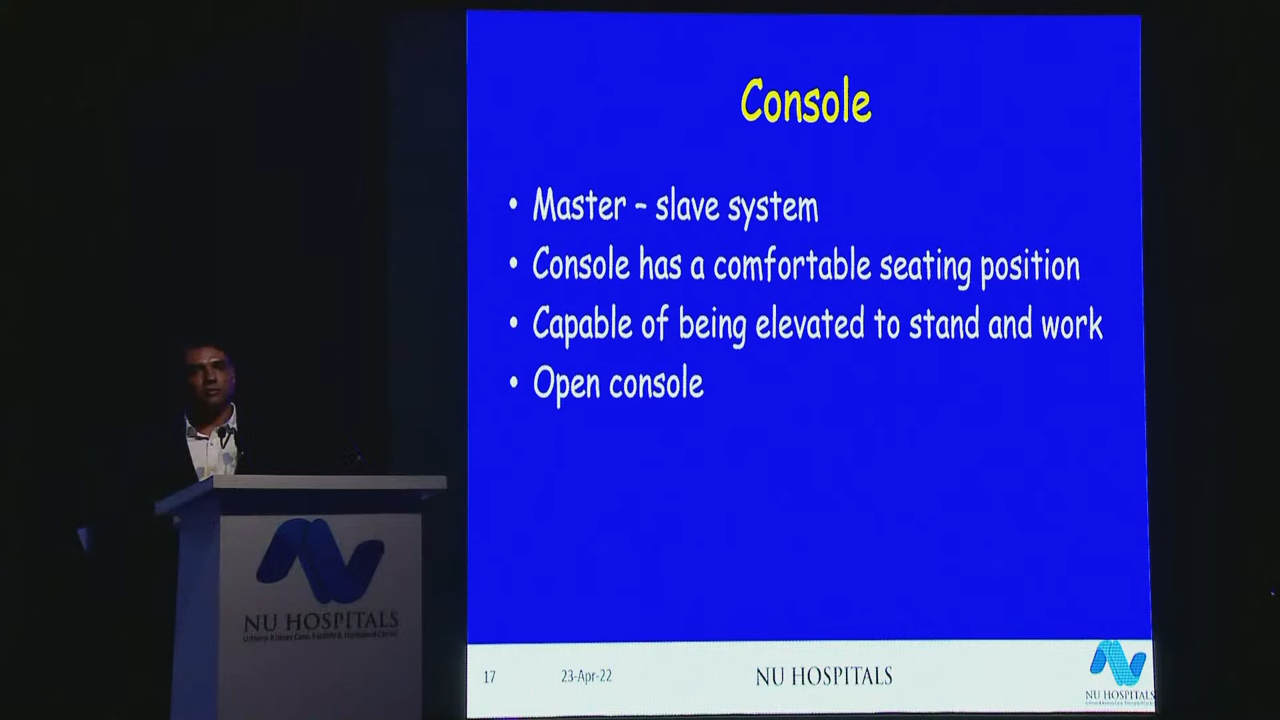 Console
• Master – slave system
• Console has a comfortable seating position
• Capable of being elevated to stand and work
• Open console
NU HOSPITALS
17
23-Apr-22
NU HOSPITALS
NU HOSPITALS